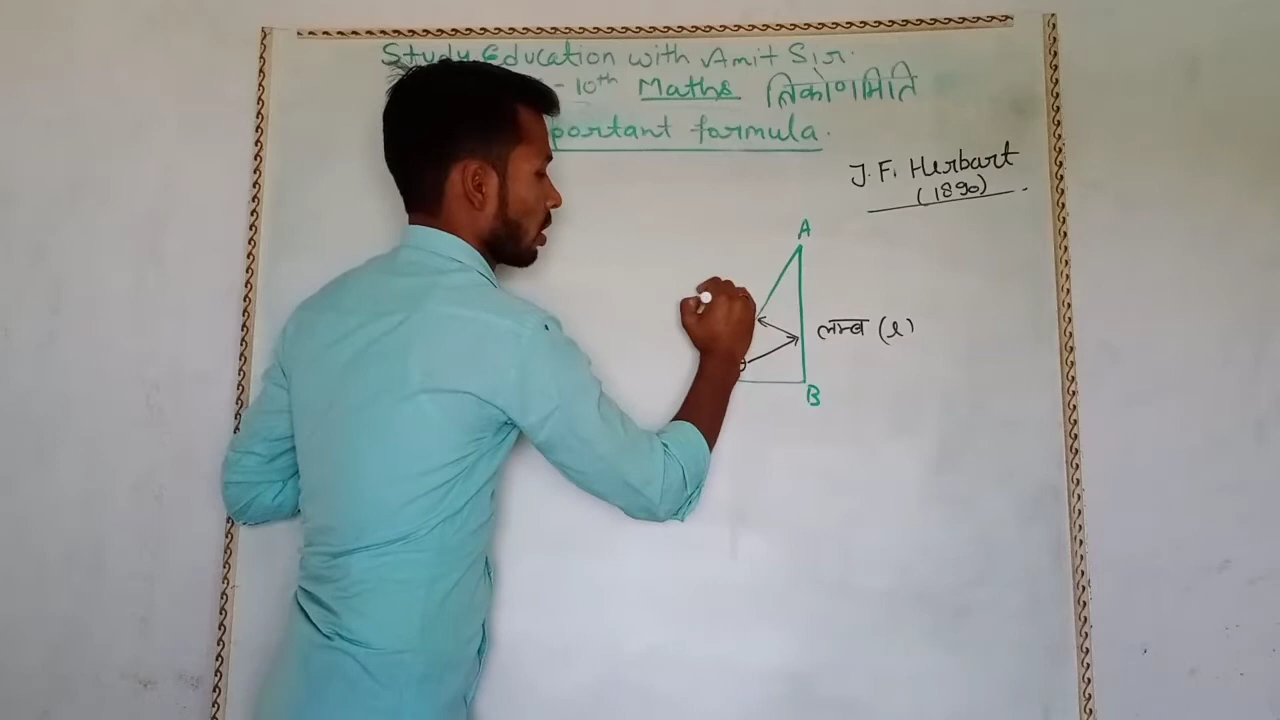 Study Education with Amit Sir.
- 10th Maths त्रिकोणमिति
portant formula.
J. F. Herbart
(1890)
A
लम्ब (l)
θ
B